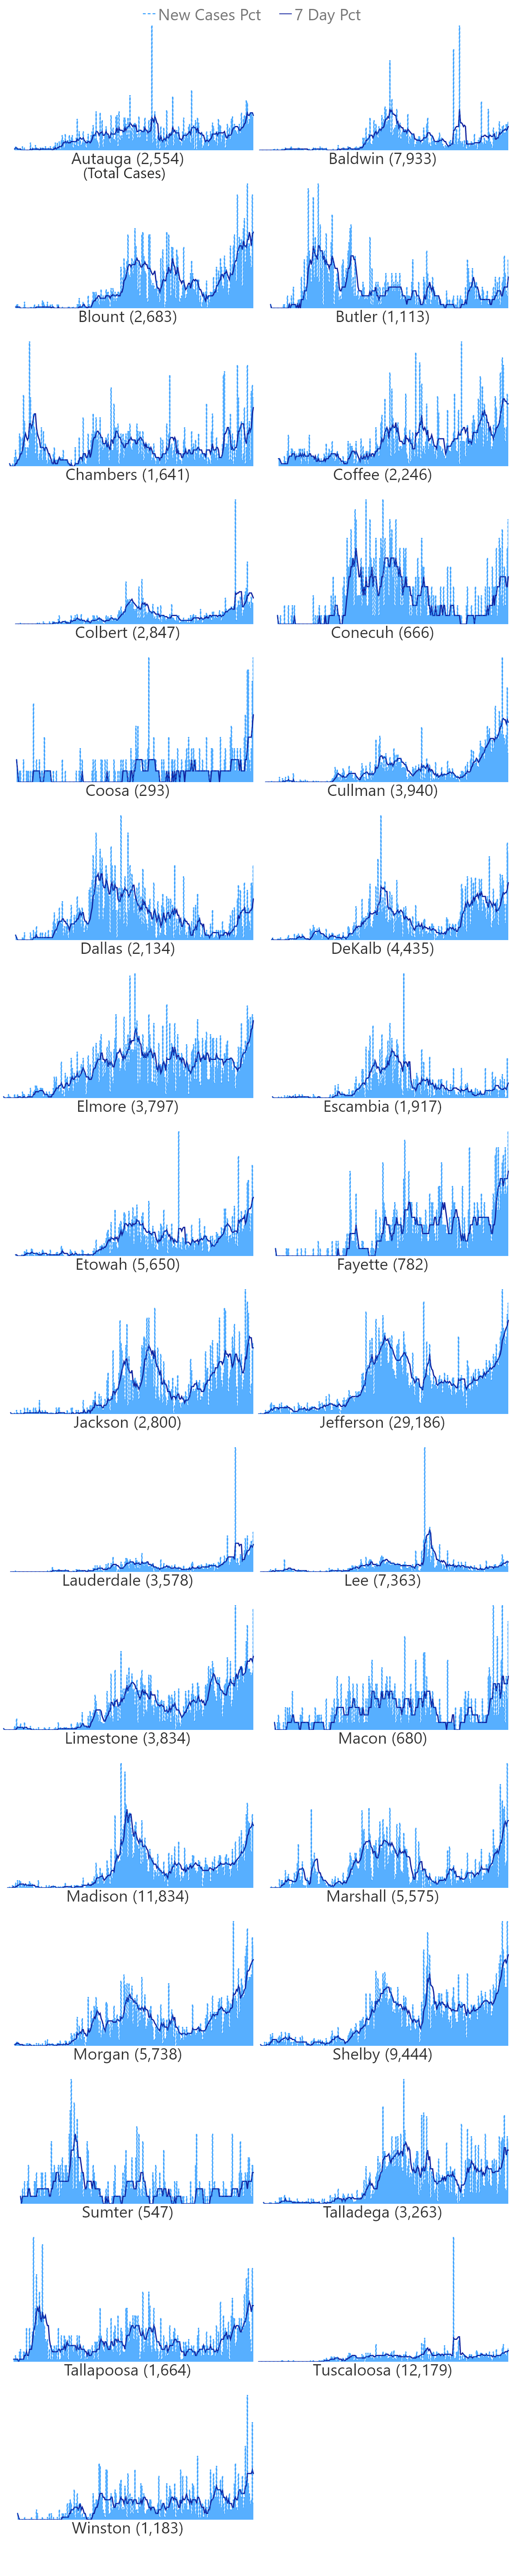 New Cases Pct 7 Day Pct
Autauga (2,554) Baldwin (7,933)
(Total Cases)
Blount (2,683) Butler (1,113)
Chambers (1,641) Coffee (2,246)
Colbert (2,847) Conecuh (666)
Coosa (293) Cullman (3,940)
Dallas (2,134) DeKalb (4,435)
Elmore (3,797) Escambia (1,917)
Etowah (5,650) Fayette (782)
Jackson (2,800) Jefferson (29,186)
Lauderdale (3,578) Lee (7,363)
Limestone (3,834) Macon (680)
Madison (11,834) Marshall (5,575)
Morgan (5,738) Shelby (9,444)
Sumter (547) Talladega (3,263)
Tallapoosa (1,664) Tuscaloosa (12,179)
Winston (1,183)